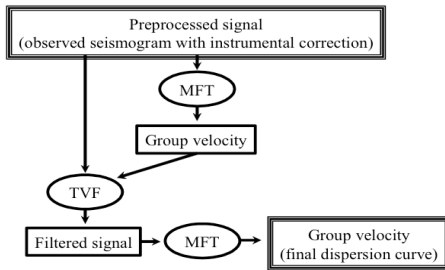 Preprocessed signal
(observed seismogram with instrumental correction)
MFT
Group velocity
TVF
Filtered signal
MFT
Group velocity
(final dispersion curve)